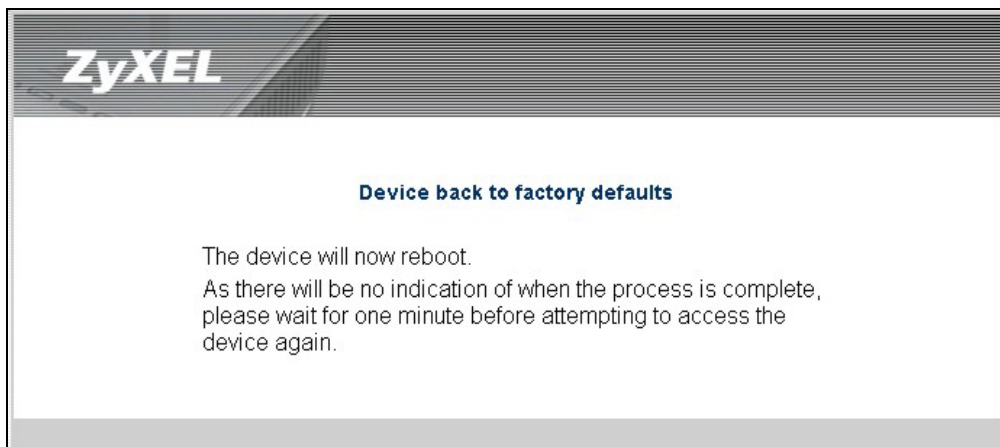 ZyXEL
Device back to factory defaults
The device will now reboot.
As there will be no indication of when the process is complete,
please wait for one minute before attempting to access the
device again.